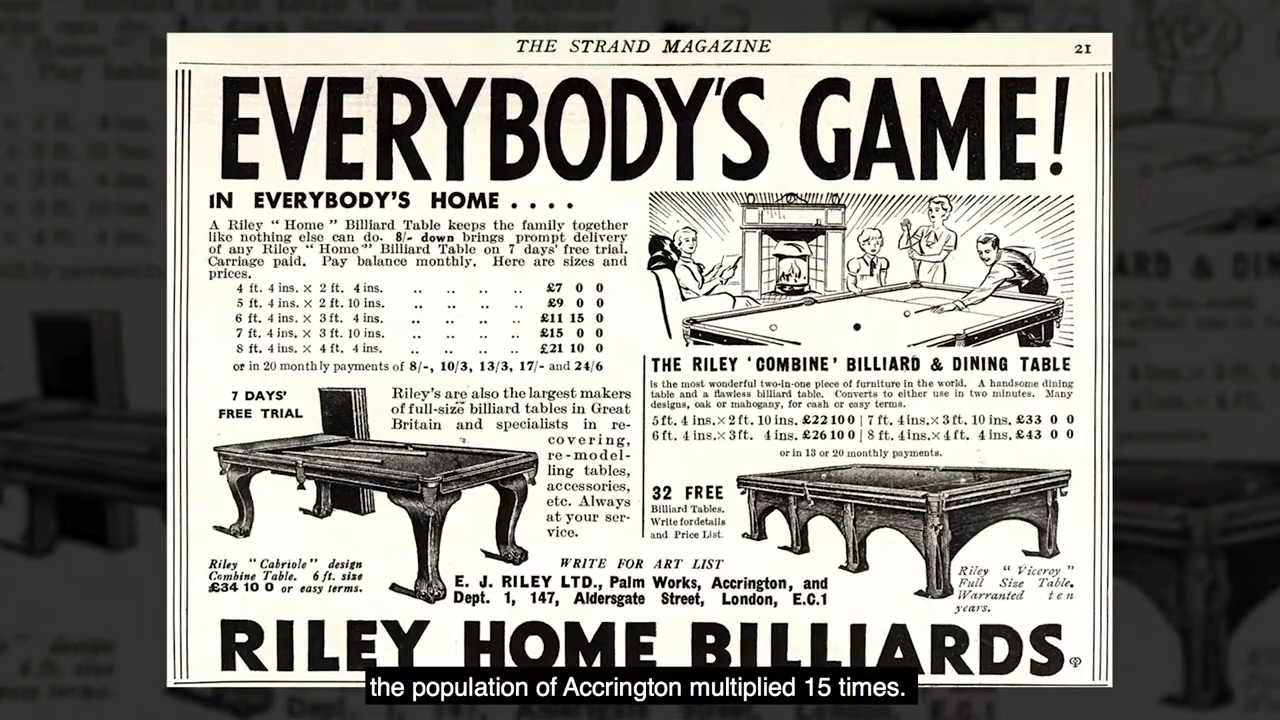 THE STRAND MAGAZINE 21
EVERYBODY'S GAME!
IN EVERYBODY'S HOME . . . .
A Riley " Home " Billiard Table keeps the family together
like nothing else can do. 8/- down brings prompt delivery
of any Riley " Home " Billiard Table on 7 days' free trial.
Carriage paid. Pay balance monthly. Here are sizes and
prices.
4 ft. 4 ins. × 2 ft. 4 ins. .. .. .. .. £7 0 0
5 ft. 4 ins. × 2 ft. 10 ins. .. .. .. .. £9 0 0
6 ft. 4 ins. × 3 ft. 4 ins. .. .. .. .. £11 15 0
7 ft. 4 ins. × 3 ft. 10 ins. .. .. .. .. £15 0 0
8 ft. 4 ins. × 4 ft. 4 ins. .. .. .. .. £21 10 0
or in 20 monthly payments of 8/-, 10/3, 13/3, 17/- and 24/6
7 DAYS'
FREE TRIAL
Riley's are also the largest makers
of full-size billiard tables in Great
Britain and specialists in re-
covering,
re-model-
ling tables,
accessories,
etc. Always
at your ser-
vice.
Riley " Cabriole " design
Combine Table. 6 ft. size
£34 10 0 or easy terms.
THE RILEY 'COMBINE' BILLIARD & DINING TABLE
is the most wonderful two-in-one piece of furniture in the world. A handsome dining
table and a flawless billiard table. Converts to either use in two minutes. Many
designs, oak or mahogany, for cash or easy terms.
5 ft. 4 ins.×2 ft. 10 ins. £22 10 0 | 7 ft. 4 ins.×3 ft. 10 ins. £33 0 0
6 ft. 4 ins.×3 ft. 4 ins. £26 10 0 | 8 ft. 4 ins.×4 ft. 4 ins. £43 0 0
or in 13 or 20 monthly payments.
32 FREE
Billiard Tables.
Write for details
and Price List.
Riley " Viceroy "
Full Size Table.
Warranted ten
years.
WRITE FOR ART LIST
E. J. RILEY LTD., Palm Works, Accrington, and
Dept. 1, 147, Aldersgate Street, London, E.C.1
RILEY HOME BILLIARDS.
the population of Accrington multiplied 15 times.